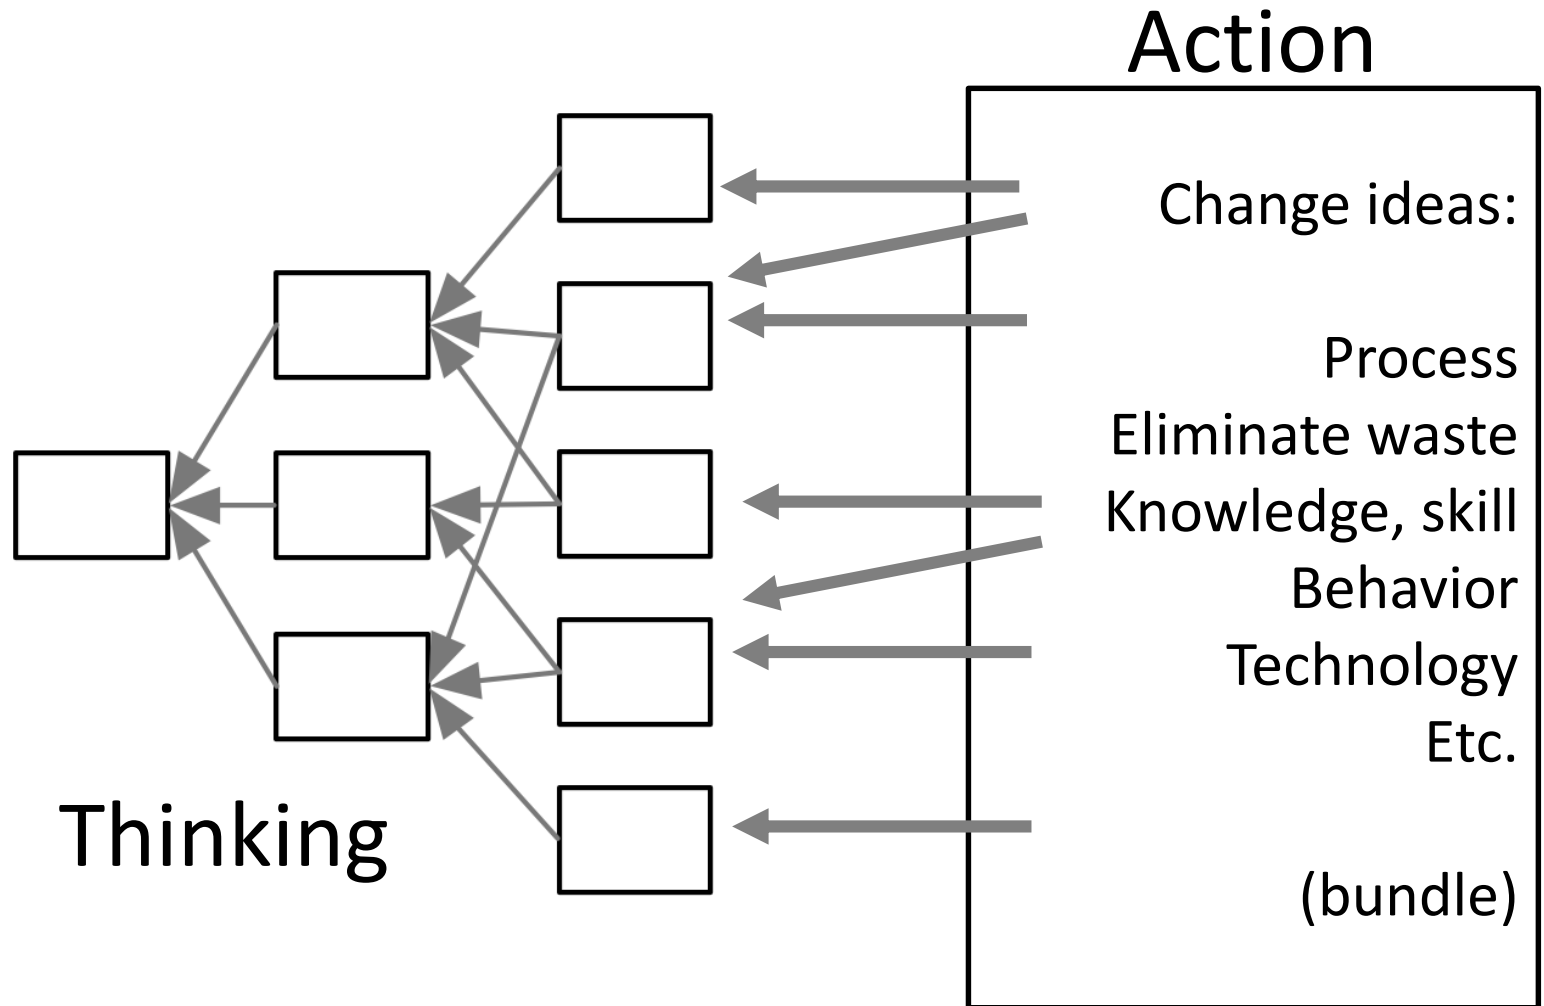 Action
Change ideas:
Process
Eliminate waste
Knowledge, skill
Behavior
Technology
Etc.
(bundle)
Thinking